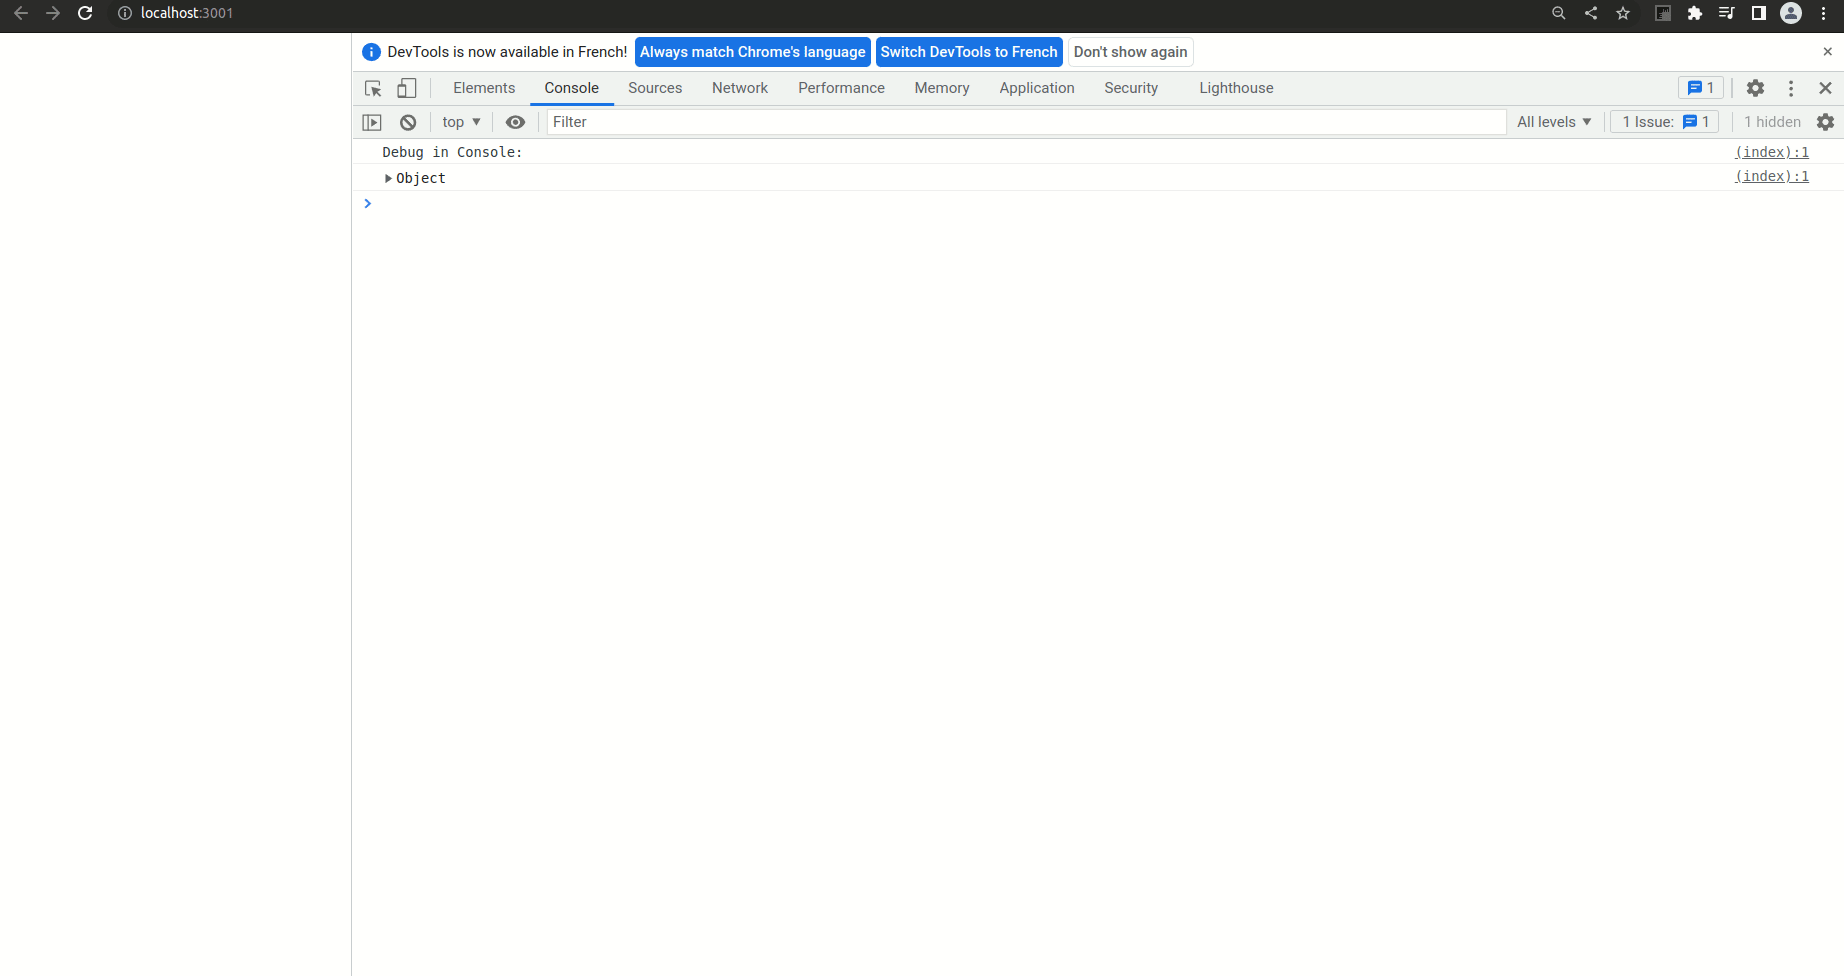 localhost:3001
DevTools is now available in French! Always match Chrome's language Switch DevTools to French Don't show again
Elements Console Sources Network Performance Memory Application Security Lighthouse 1
top Filter All levels 1 Issue: 1 1 hidden
Debug in Console: (index):1
Object (index):1